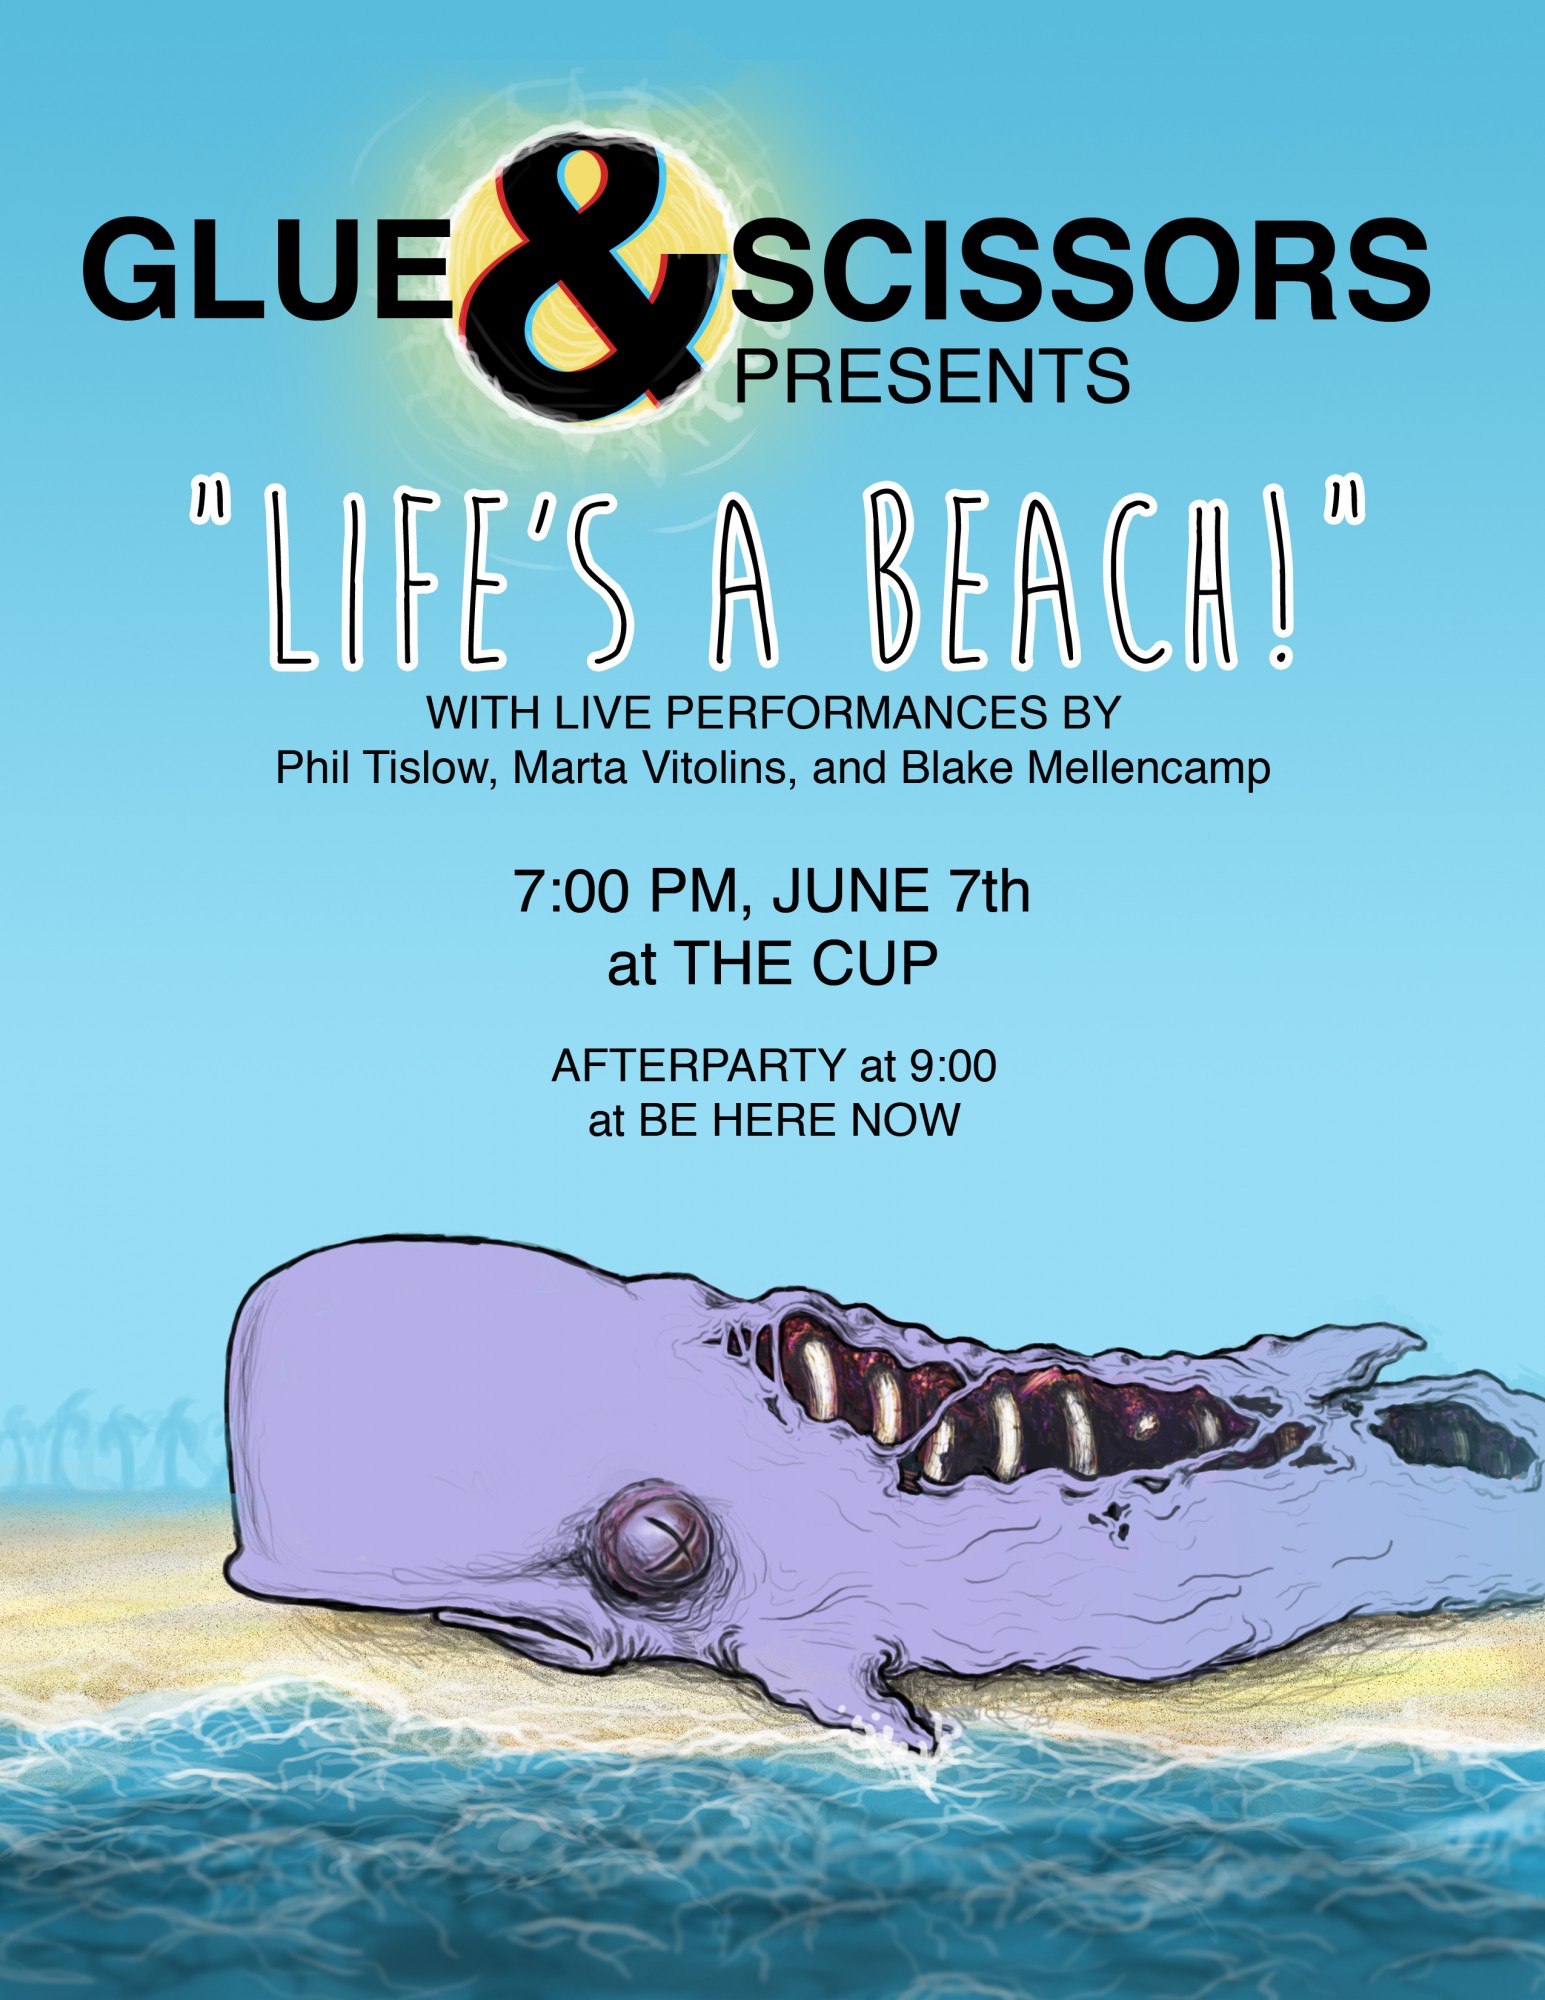 GLUE & SCISSORS
PRESENTS
"LIFE'S A BEACH!"
WITH LIVE PERFORMANCES BY
Phil Tislow, Marta Vitolins, and Blake Mellencamp
7:00 PM, JUNE 7th
at THE CUP
AFTERPARTY at 9:00
at BE HERE NOW